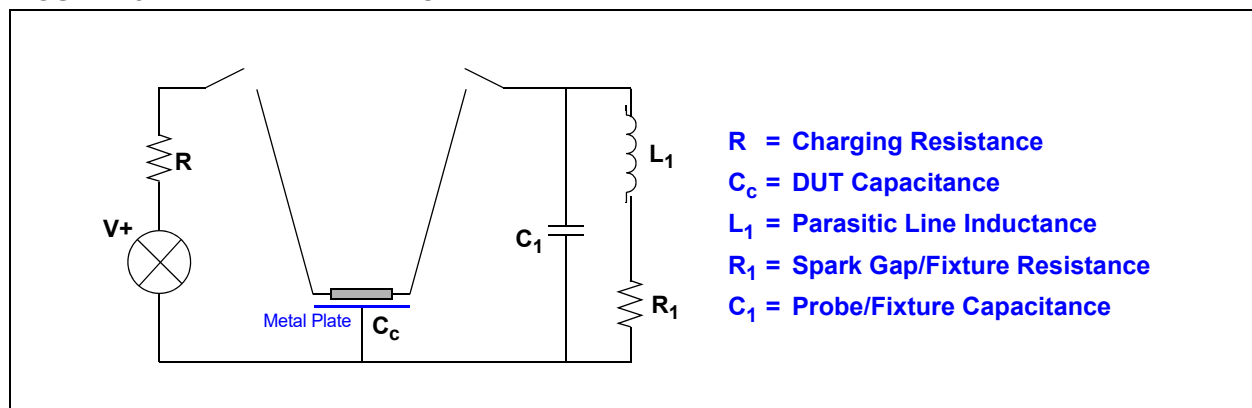 R
V+
Metal Plate
Cc
C1
L1
R1
R = Charging Resistance
Cc = DUT Capacitance
L1 = Parasitic Line Inductance
R1 = Spark Gap/Fixture Resistance
C1 = Probe/Fixture Capacitance